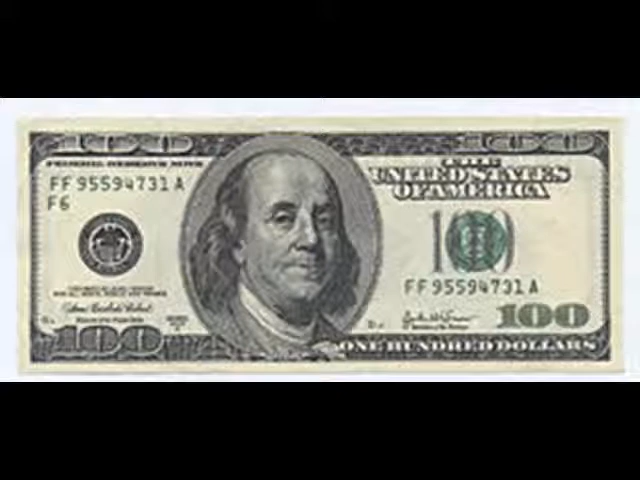 100 100
FEDERAL RESERVE NOTE
THE
UNITED STATES
OF AMERICA
FF 95594731 A
F6
100
FF 95594731 A
100
100
ONE HUNDRED DOLLARS